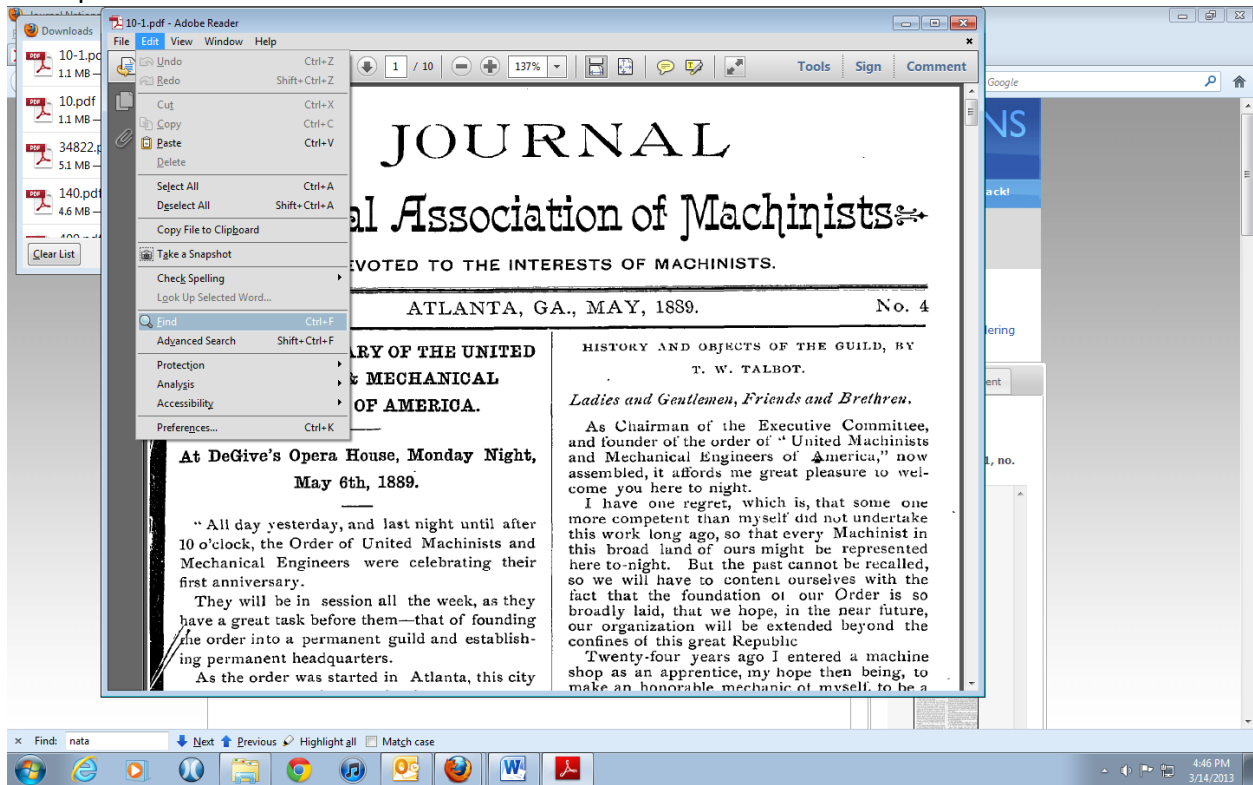 Journal Nationa
Downloads
10-1.pd
1.1 MB —
10.pdf
1.1 MB —
34822.p
5.1 MB —
140.pdf
4.6 MB —
Clear List
10-1.pdf - Adobe Reader
File Edit View Window Help
1 / 10 137% Tools Sign Comment
Undo Ctrl+Z
Redo Shift+Ctrl+Z
Cut Ctrl+X
Copy Ctrl+C
Paste Ctrl+V
Delete
Select All Ctrl+A
Deselect All Shift+Ctrl+A
Copy File to Clipboard
Take a Snapshot
Check Spelling
Look Up Selected Word...
Find Ctrl+F
Advanced Search Shift+Ctrl+F
Protection
Analysis
Accessibility
Preferences... Ctrl+K
JOURNAL
al Association of Machinists
VOTED TO THE INTERESTS OF MACHINISTS.
ATLANTA, GA., MAY, 1889. No. 4
ARY OF THE UNITED
& MECHANICAL
OF AMERICA.
At DeGive's Opera House, Monday Night,
May 6th, 1889.
“ All day yesterday, and last night until after
10 o'clock, the Order of United Machinists and
Mechanical Engineers were celebrating their
first anniversary.
They will be in session all the week, as they
have a great task before them—that of founding
the order into a permanent guild and establish-
ing permanent headquarters.
As the order was started in Atlanta, this city
HISTORY AND OBJECTS OF THE GUILD, BY
T. W. TALBOT.
Ladies and Gentlemen, Friends and Brethren.
As Chairman of the Executive Committee,
and founder of the order of “ United Machinists
and Mechanical Engineers of America,” now
assembled, it affords me great pleasure to wel-
come you here to night.
I have one regret, which is, that some one
more competent than myself did not undertake
this work long ago, so that every Machinist in
this broad land of ours might be represented
here to-night. But the past cannot be recalled,
so we will have to content ourselves with the
fact that the foundation of our Order is so
broadly laid, that we hope, in the near future,
our organization will be extended beyond the
confines of this great Republic
Twenty-four years ago I entered a machine
shop as an apprentice, my hope then being, to
make an honorable mechanic of myself, to be a
Google
NS
ack!
dering
ent
1, no.
× Find: nata Next Previous Highlight all Match case
4:46 PM
3/14/2013